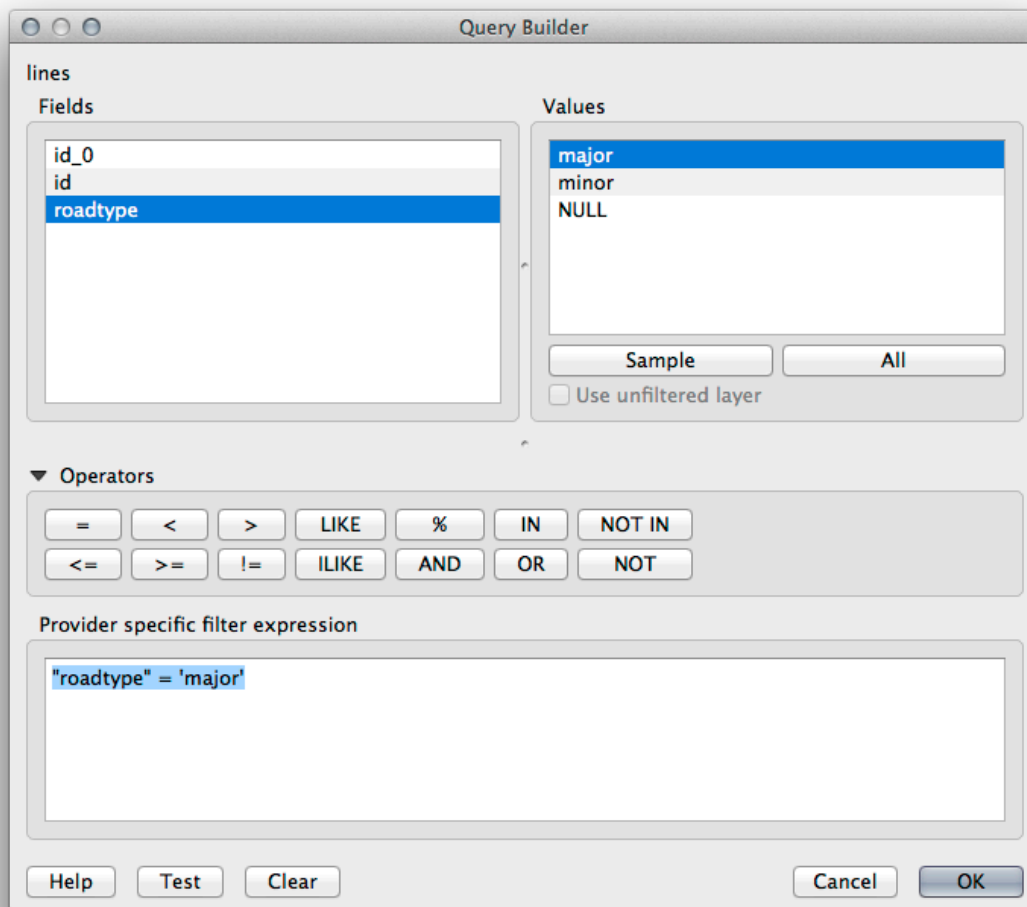 Query Builder
lines
Fields
Values
id_0
id
roadtype
major
minor
NULL
Sample
All
Use unfiltered layer
Operators
= < > LIKE % IN NOT IN
<= >= != ILIKE AND OR NOT
Provider specific filter expression
"roadtype" = 'major'
Help Test Clear Cancel OK